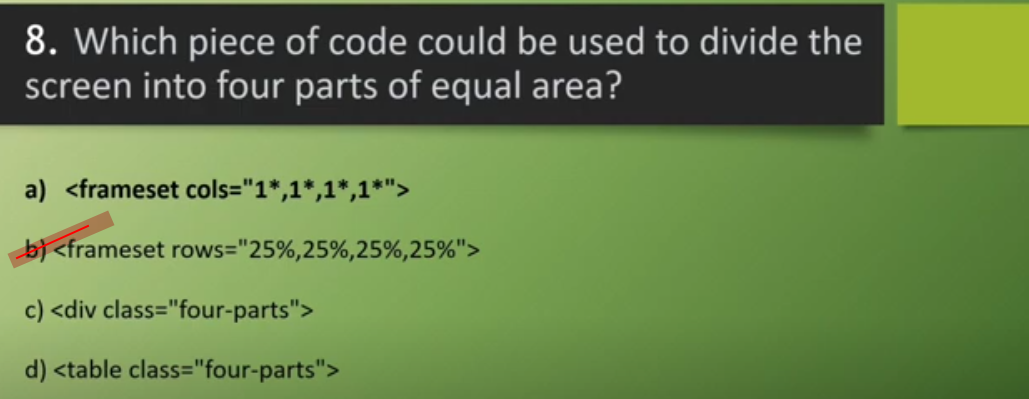 8. Which piece of code could be used to divide the
screen into four parts of equal area?
a) <frameset cols="1*,1*,1*,1*">
b) <frameset rows="25%,25%,25%,25%">
c) <div class="four-parts">
d) <table class="four-parts">